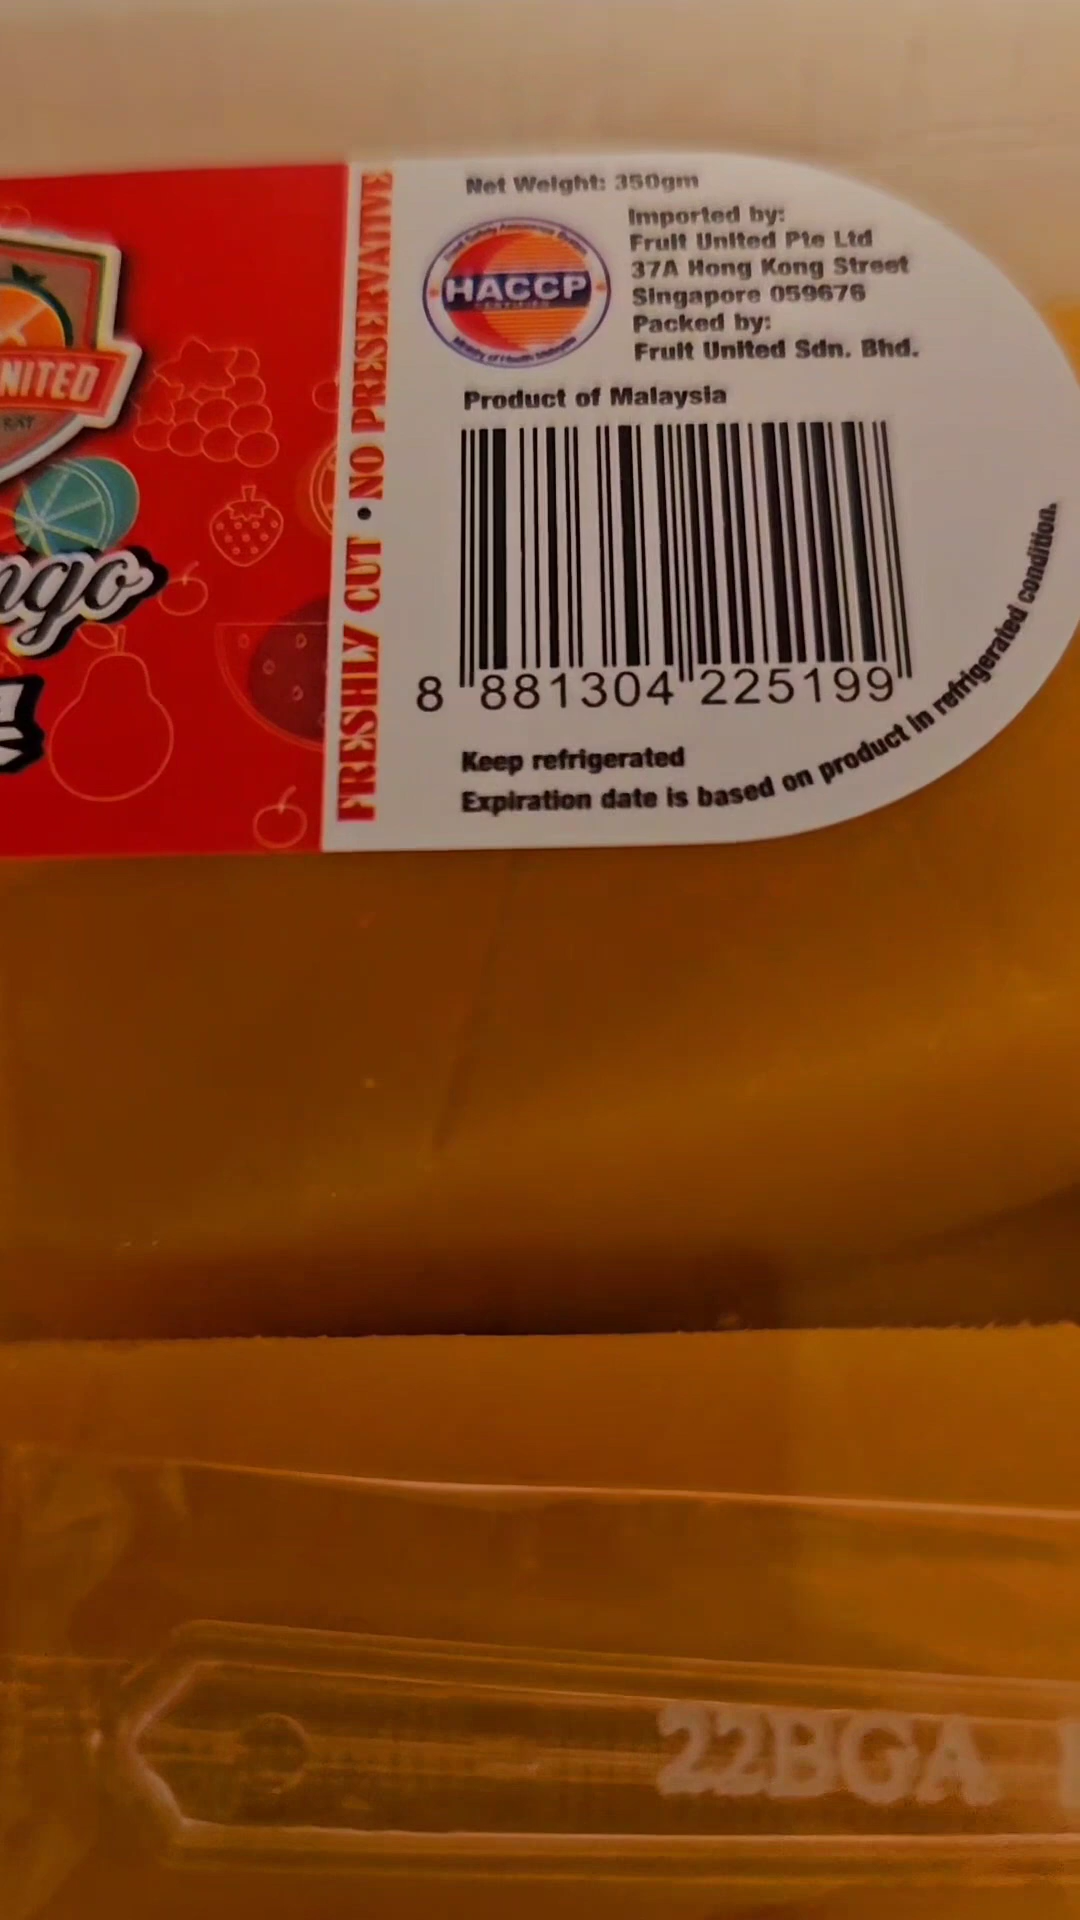 NITED
ngo
FRESHLY CUT • NO PRESERVATIVE
Net Weight: 350gm
HACCP
CERTIFIED
Imported by:
Fruit United Pte Ltd
37A Hong Kong Street
Singapore 059676
Packed by:
Fruit United Sdn. Bhd.
Product of Malaysia
8 881304 225199
Keep refrigerated
Expiration date is based on product in refrigerated condition.
22BGA